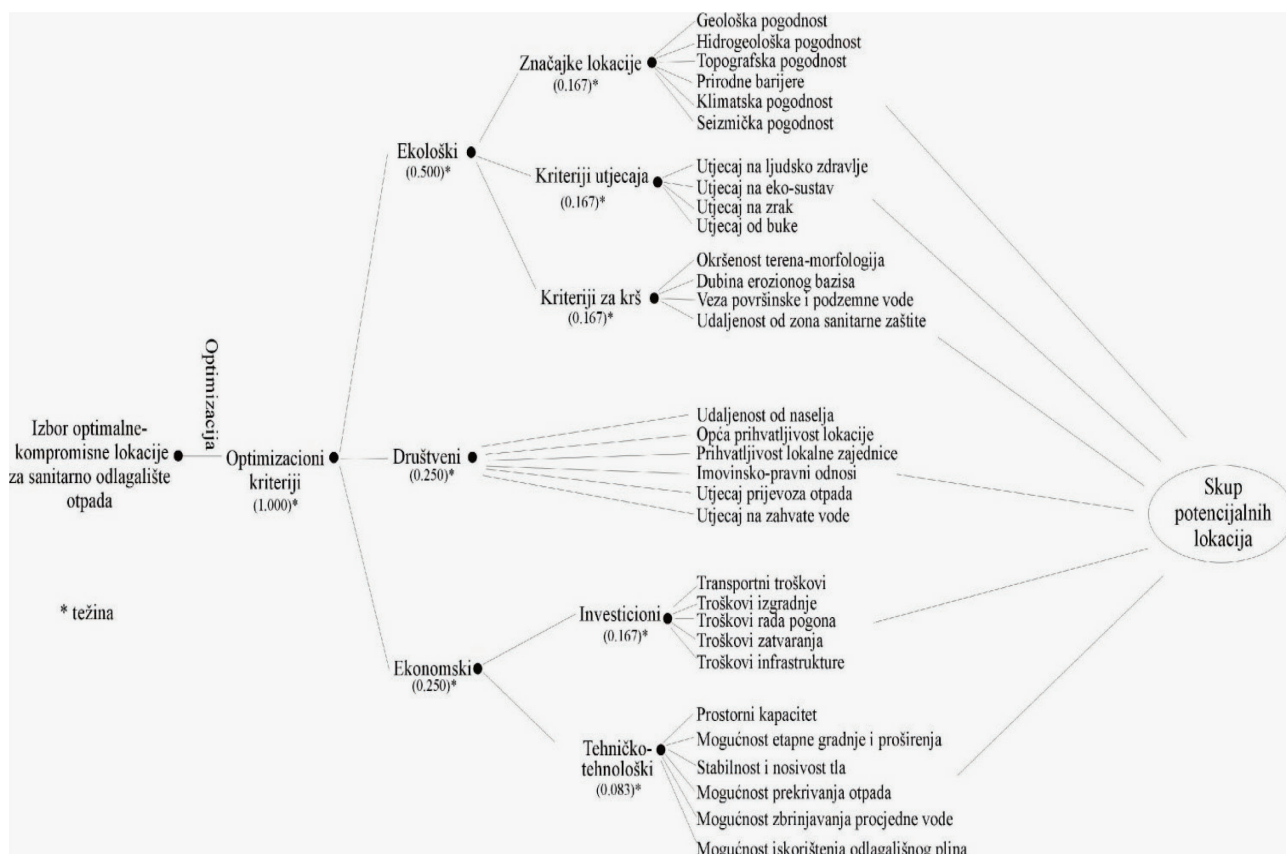 Izbor optimalne-
kompromisne lokacije
za sanitarno odlagalište
otpada
Optimizacija
Optimizacioni
kriteriji
(1.000)*
* težina
Ekološki
(0.500)*
Značajke lokacije
(0.167)*
Geološka pogodnost
Hidrogeološka pogodnost
Topografska pogodnost
Prirodne barijere
Klimatska pogodnost
Seizmička pogodnost
Kriteriji utjecaja
(0.167)*
Utjecaj na ljudsko zdravlje
Utjecaj na eko-sustav
Utjecaj na zrak
Utjecaj od buke
Kriteriji za krš
(0.167)*
Okršenost terena-morfologija
Dubina erozionog bazisa
Veza površinske i podzemne vode
Udaljenost od zona sanitarne zaštite
Društveni
(0.250)*
Udaljenost od naselja
Opća prihvatljivost lokacije
Prihvatljivost lokalne zajednice
Imovinsko-pravni odnosi
Utjecaj prijevoza otpada
Utjecaj na zahvate vode
Ekonomski
(0.250)*
Investicioni
(0.167)*
Transportni troškovi
Troškovi izgradnje
Troškovi rada pogona
Troškovi zatvaranja
Troškovi infrastrukture
Tehničko-
tehnološki
(0.083)*
Prostorni kapacitet
Mogućnost etapne gradnje i proširenja
Stabilnost i nosivost tla
Mogućnost prekrivanja otpada
Mogućnost zbrinjavanja procjedne vode
Mogućnost iskorištenja odlagališnog plina
Skup
potencijalnih
lokacija